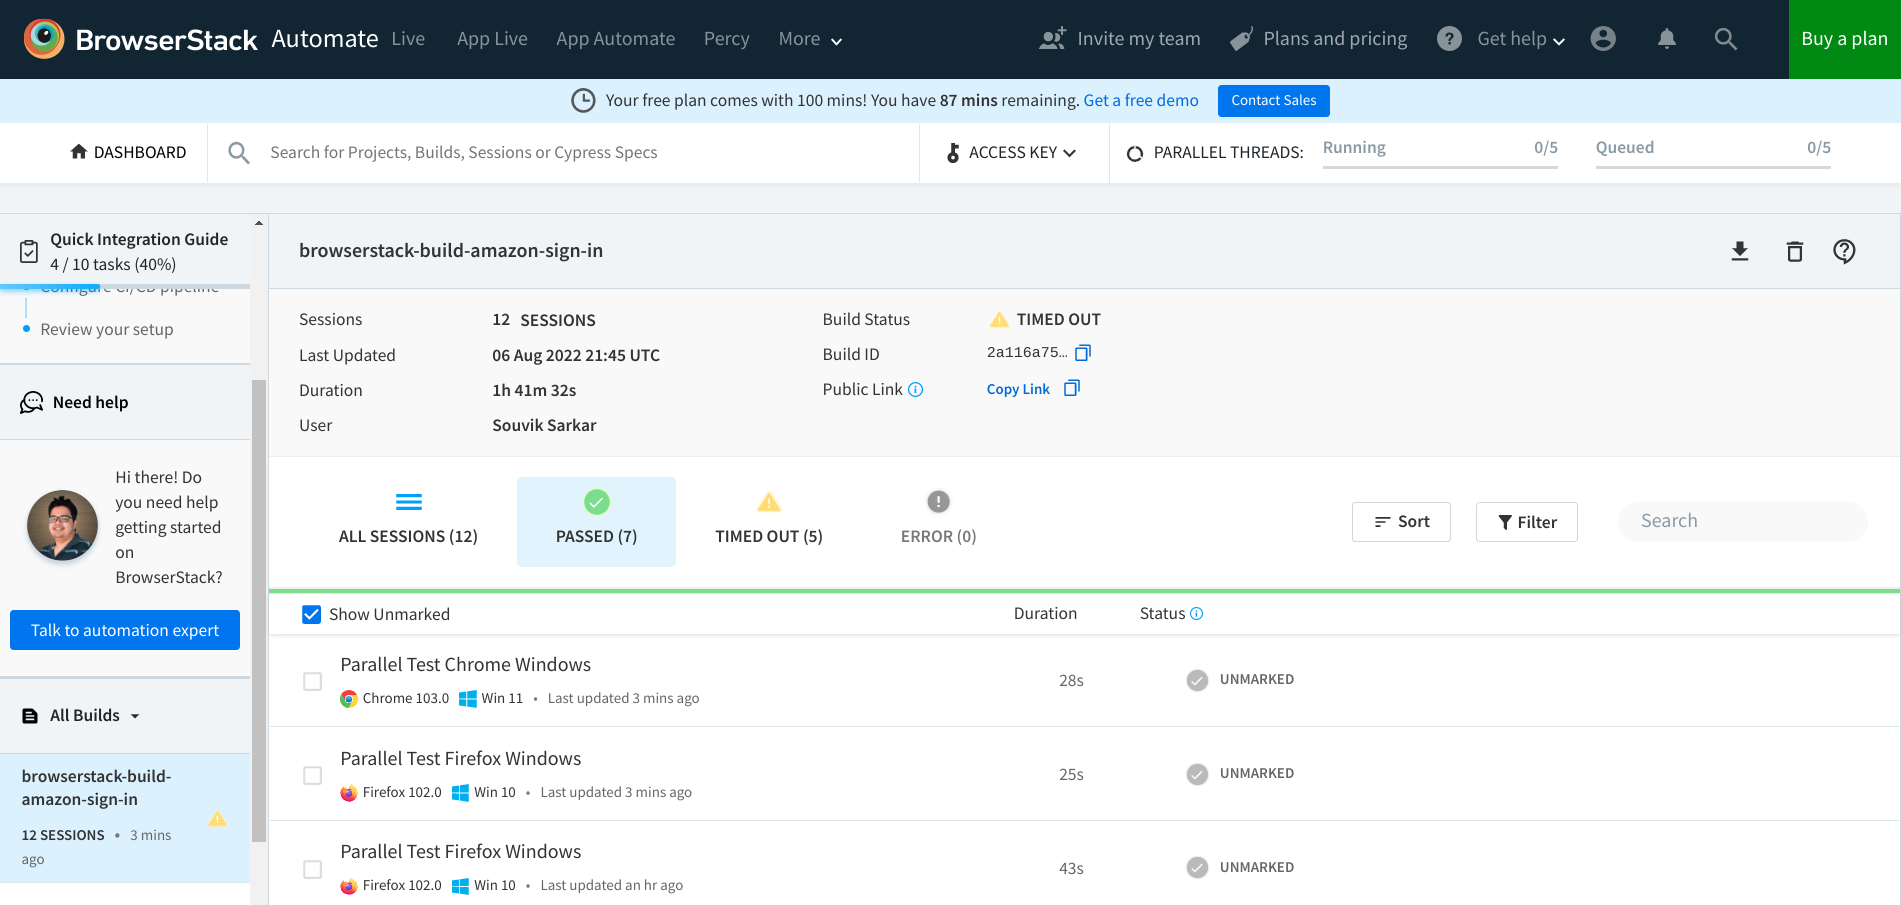 BrowserStack Automate Live App Live App Automate Percy More Invite my team Plans and pricing Get help Buy a plan
Your free plan comes with 100 mins! You have 87 mins remaining. Get a free demo Contact Sales
DASHBOARD Search for Projects, Builds, Sessions or Cypress Specs ACCESS KEY PARALLEL THREADS: Running 0/5 Queued 0/5
Quick Integration Guide
4 / 10 tasks (40%)
Configure CI/CD pipeline
Review your setup
Need help
Hi there! Do
you need help
getting started
on
BrowserStack?
Talk to automation expert
All Builds
browserstack-build-
amazon-sign-in
12 SESSIONS • 3 mins
ago
browserstack-build-amazon-sign-in
Sessions 12 SESSIONS
Last Updated 06 Aug 2022 21:45 UTC
Duration 1h 41m 32s
User Souvik Sarkar
Build Status TIMED OUT
Build ID 2a116a75...
Public Link Copy Link
ALL SESSIONS (12) PASSED (7) TIMED OUT (5) ERROR (0) Sort Filter Search
Show Unmarked Duration Status
Parallel Test Chrome Windows
Chrome 103.0 Win 11 • Last updated 3 mins ago
28s UNMARKED
Parallel Test Firefox Windows
Firefox 102.0 Win 10 • Last updated 3 mins ago
25s UNMARKED
Parallel Test Firefox Windows
Firefox 102.0 Win 10 • Last updated an hr ago
43s UNMARKED